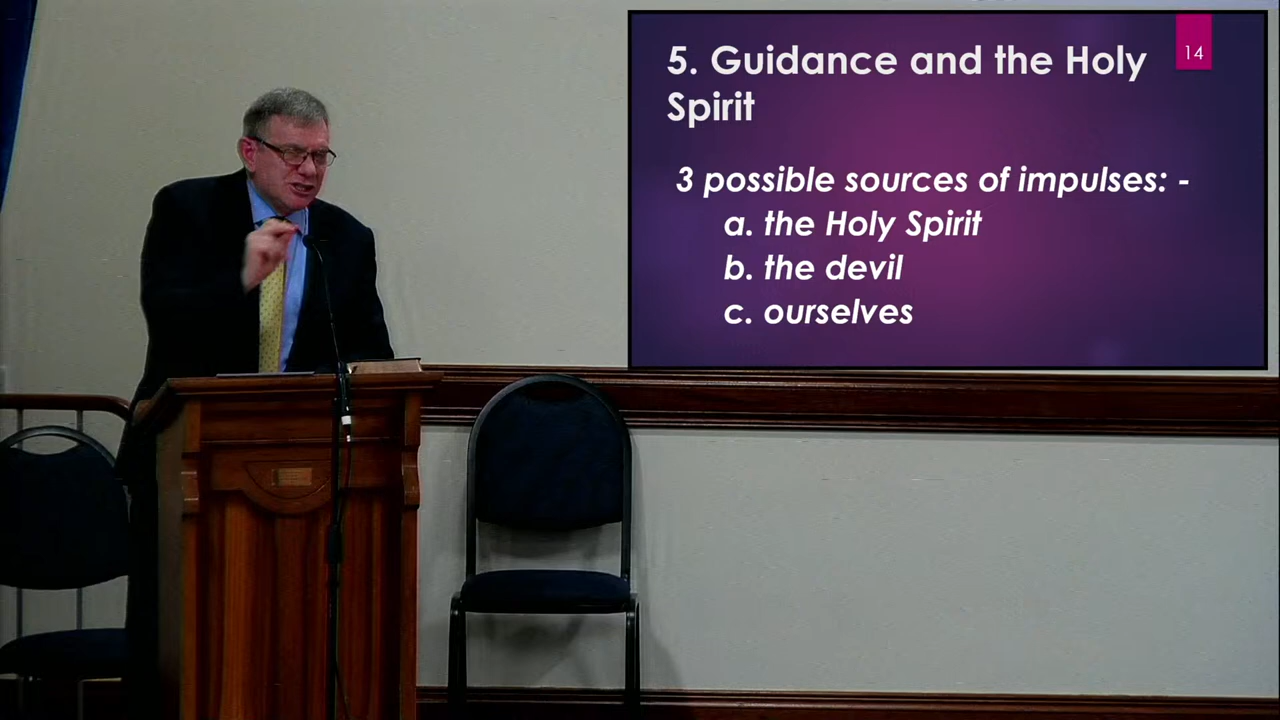 5. Guidance and the Holy
Spirit
14
3 possible sources of impulses: -
a. the Holy Spirit
b. the devil
c. ourselves